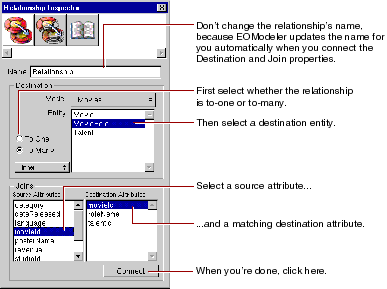 Relationship Inspector
Don't change the relationship's name,
because EOModeler updates the name for
you automatically when you connect the
Destination and Join properties.
Name: Relationship
Destination
Model: Movies
First select whether the relationship
is to-one or to-many.
Entity
Movie
MovieRole
Then select a destination entity.
Talent
To One
To Many
Inner
Joins
Source Attributes
Destination Attributes
Select a source attribute...
category
dateReleased
language
movieId
posterName
revenue
studioId
movieId
roleName
talentId
...and a matching destination attribute.
Connect
When you're done, click here.